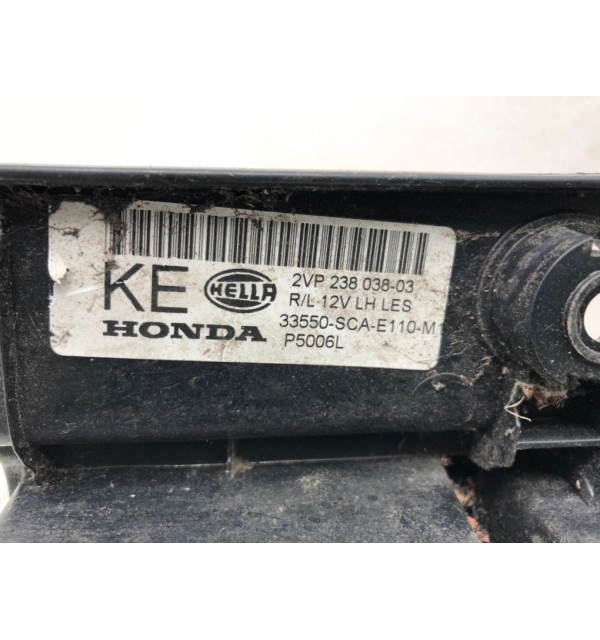 KE
HELLA
HONDA
2VP 238 038-03
R/L 12V LH LES
33550-SCA-E110-M1
P5006L